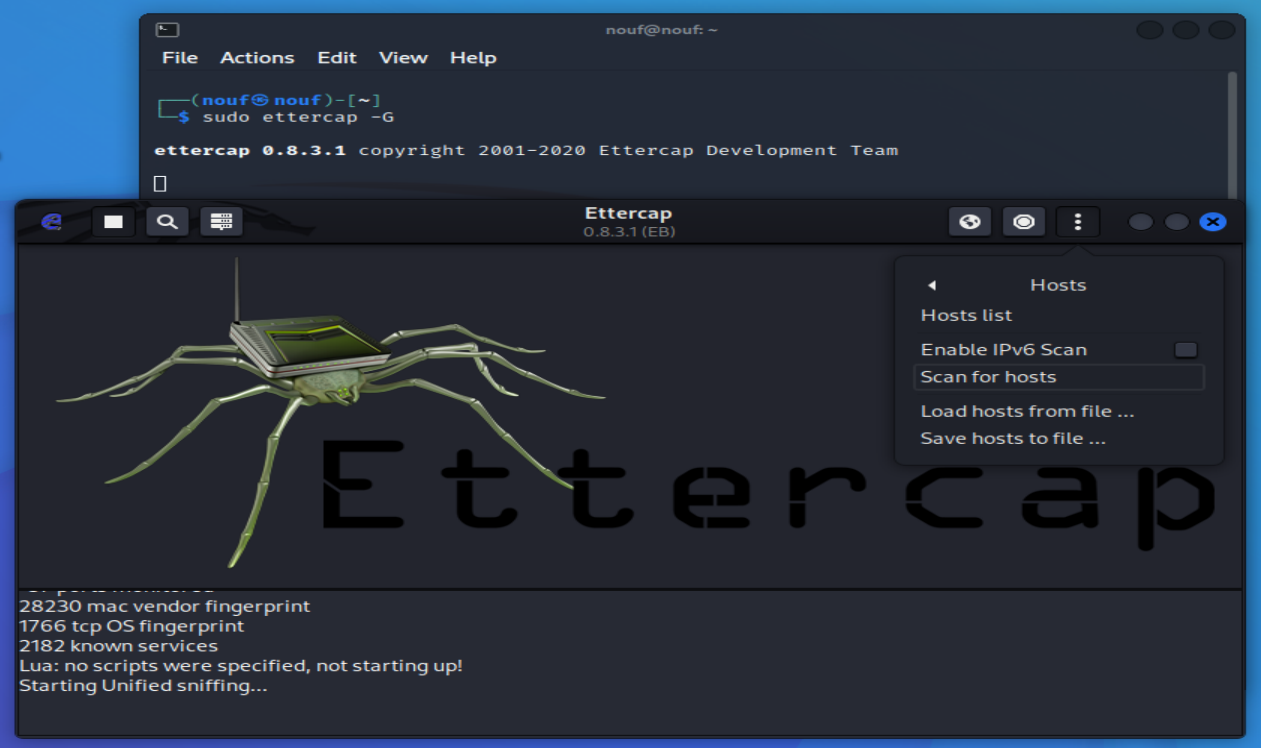 nouf@nouf: ~
File Actions Edit View Help
┌──(nouf㉿nouf)-[~]
└─$ sudo ettercap -G
ettercap 0.8.3.1 copyright 2001-2020 Ettercap Development Team
Ettercap
0.8.3.1 (EB)
Hosts
Hosts list
Enable IPv6 Scan
Scan for hosts
Load hosts from file ...
Save hosts to file ...
Ettercap
ports monitored
28230 mac vendor fingerprint
1766 tcp OS fingerprint
2182 known services
Lua: no scripts were specified, not starting up!
Starting Unified sniffing...